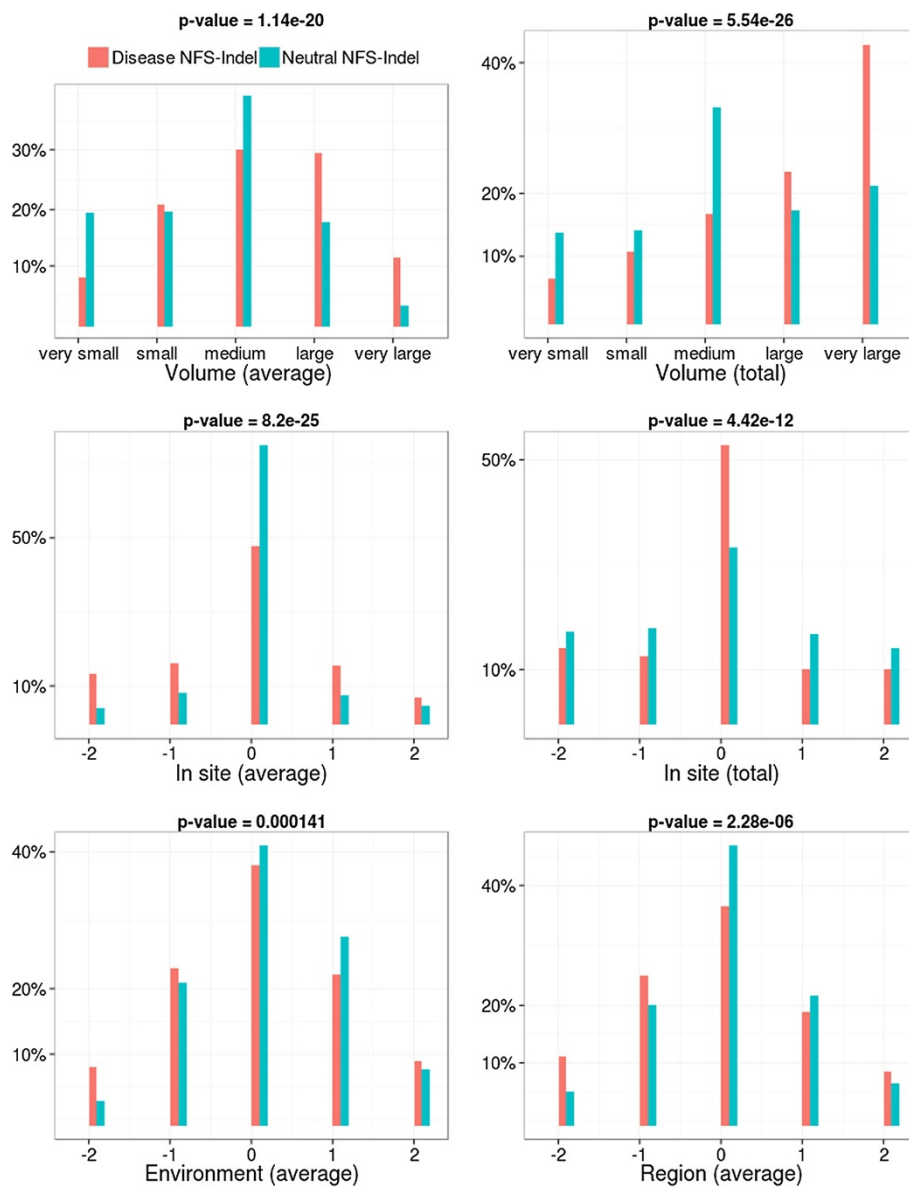 p-value = 1.14e-20
Disease NFS-Indel Neutral NFS-Indel
30%
20%
10%
very small small medium large very large
Volume (average)
p-value = 5.54e-26
40%
20%
10%
very small small medium large very large
Volume (total)
p-value = 8.2e-25
50%
10%
-2 -1 0 1 2
In site (average)
p-value = 4.42e-12
50%
10%
-2 -1 0 1 2
In site (total)
p-value = 0.000141
40%
20%
10%
-2 -1 0 1 2
Environment (average)
p-value = 2.28e-06
40%
20%
10%
-2 -1 0 1 2
Region (average)